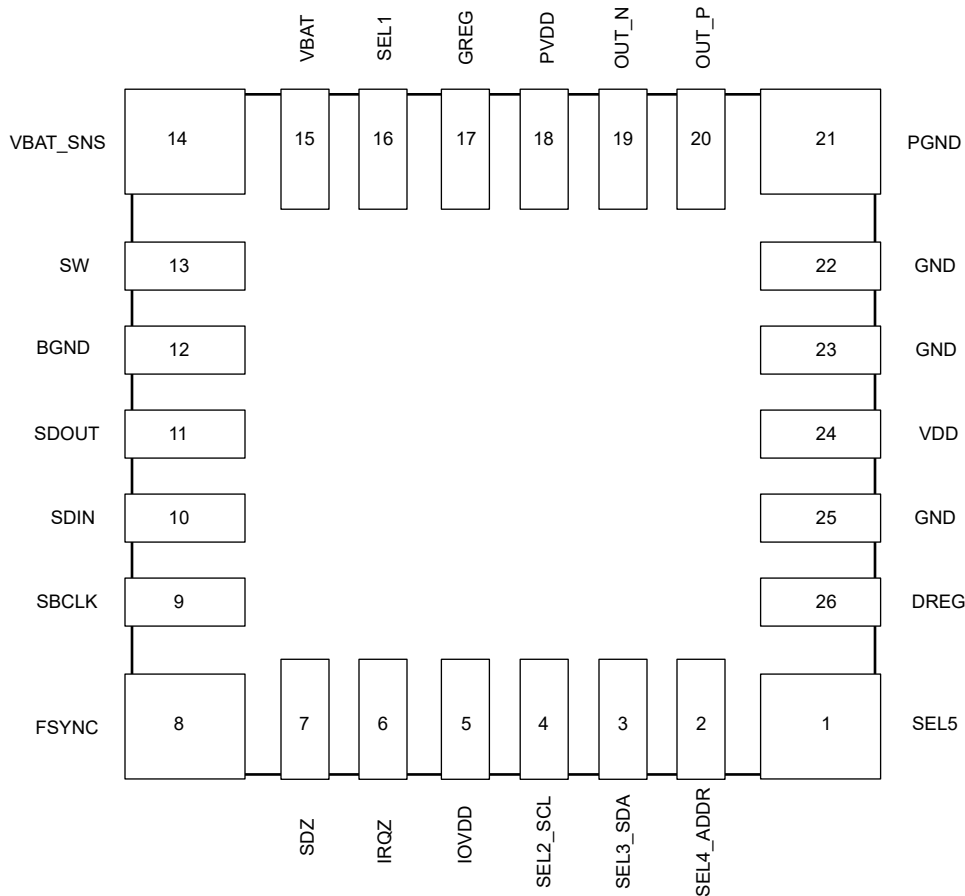 VBAT
SEL1
GREG
PVDD
OUT_N
OUT_P
VBAT_SNS 14 15 16 17 18 19 20 21 PGND
SW 13 22 GND
BGND 12 23 GND
SDOUT 11 24 VDD
SDIN 10 25 GND
SBCLK 9 26 DREG
FSYNC 8 7 6 5 4 3 2 1 SEL5
SDZ
IRQZ
IOVDD
SEL2_SCL
SEL3_SDA
SEL4_ADDR